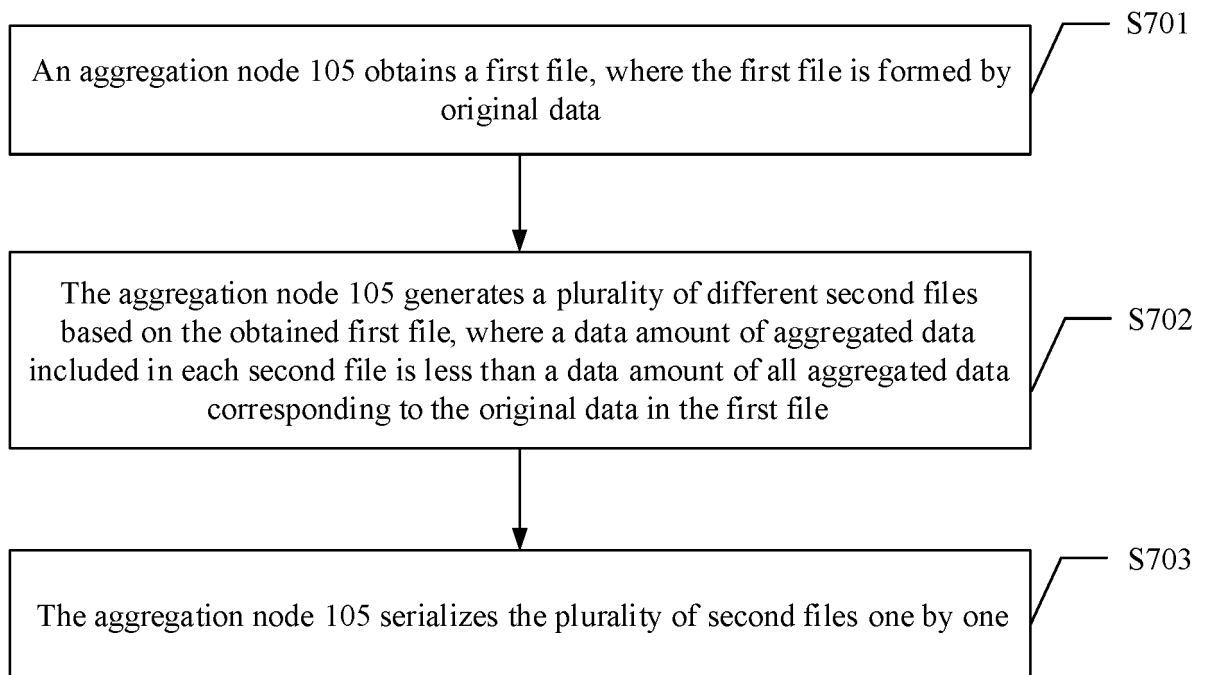 S701
An aggregation node 105 obtains a first file, where the first file is formed by
original data
The aggregation node 105 generates a plurality of different second files
based on the obtained first file, where a data amount of aggregated data
included in each second file is less than a data amount of all aggregated data
corresponding to the original data in the first file
S702
S703
The aggregation node 105 serializes the plurality of second files one by one